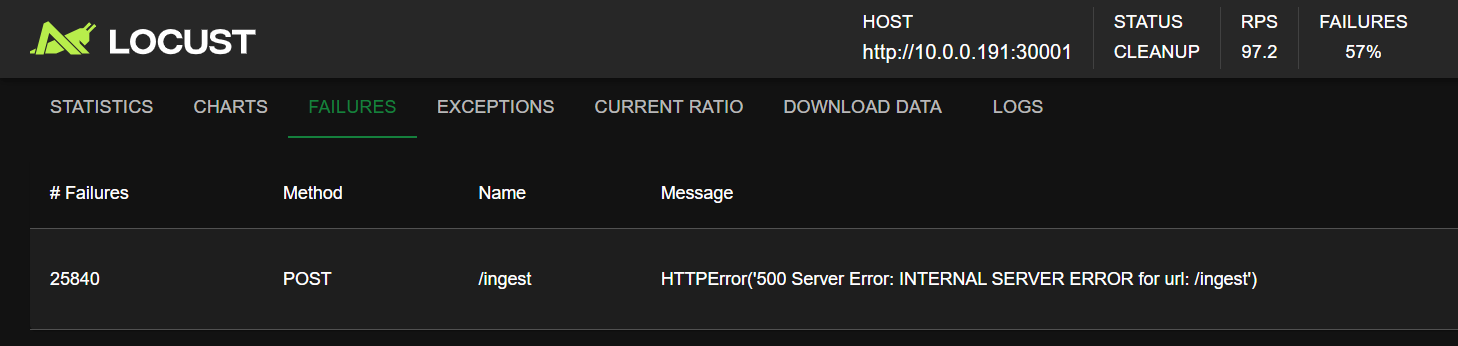 LOCUST
HOST
http://10.0.0.191:30001
STATUS
CLEANUP
RPS
97.2
FAILURES
57%
STATISTICS CHARTS FAILURES EXCEPTIONS CURRENT RATIO DOWNLOAD DATA LOGS
# Failures Method Name Message
25840 POST /ingest HTTPError('500 Server Error: INTERNAL SERVER ERROR for url: /ingest')